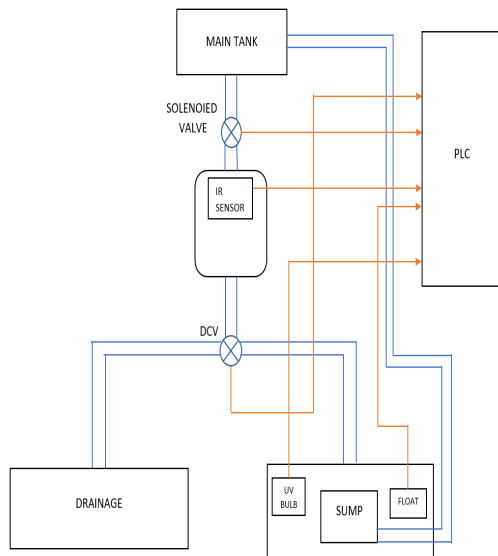 MAIN TANK
SOLENOIED
VALVE
PLC
IR
SENSOR
DCV
DRAINAGE
UV
BULB
SUMP
FLOAT